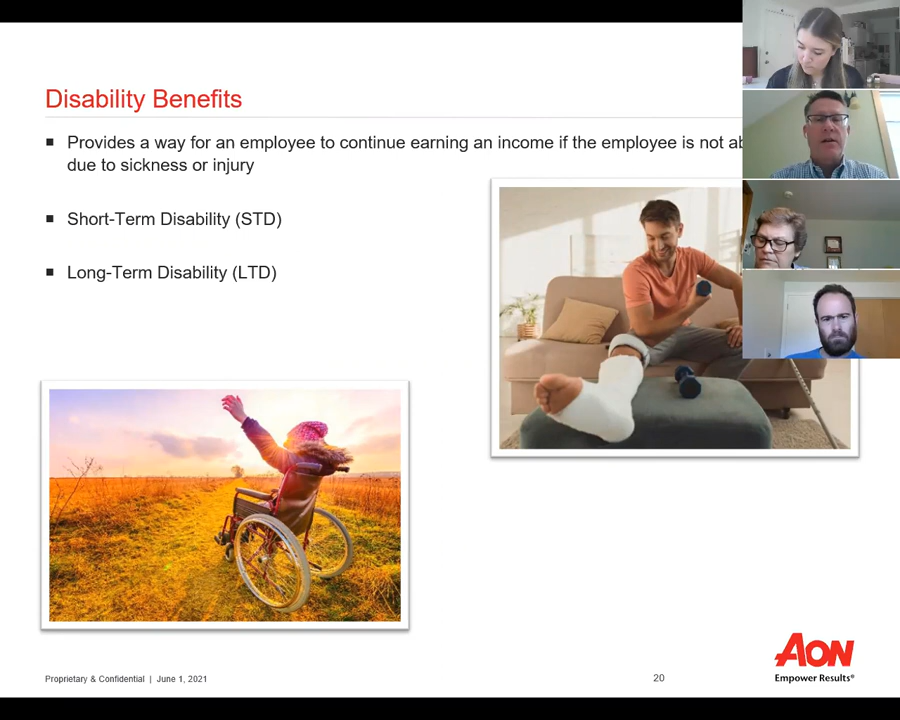 Disability Benefits
▪ Provides a way for an employee to continue earning an income if the employee is not
due to sickness or injury
▪ Short-Term Disability (STD)
▪ Long-Term Disability (LTD)
Proprietary & Confidential | June 1, 2021
20
AON
Empower Results®